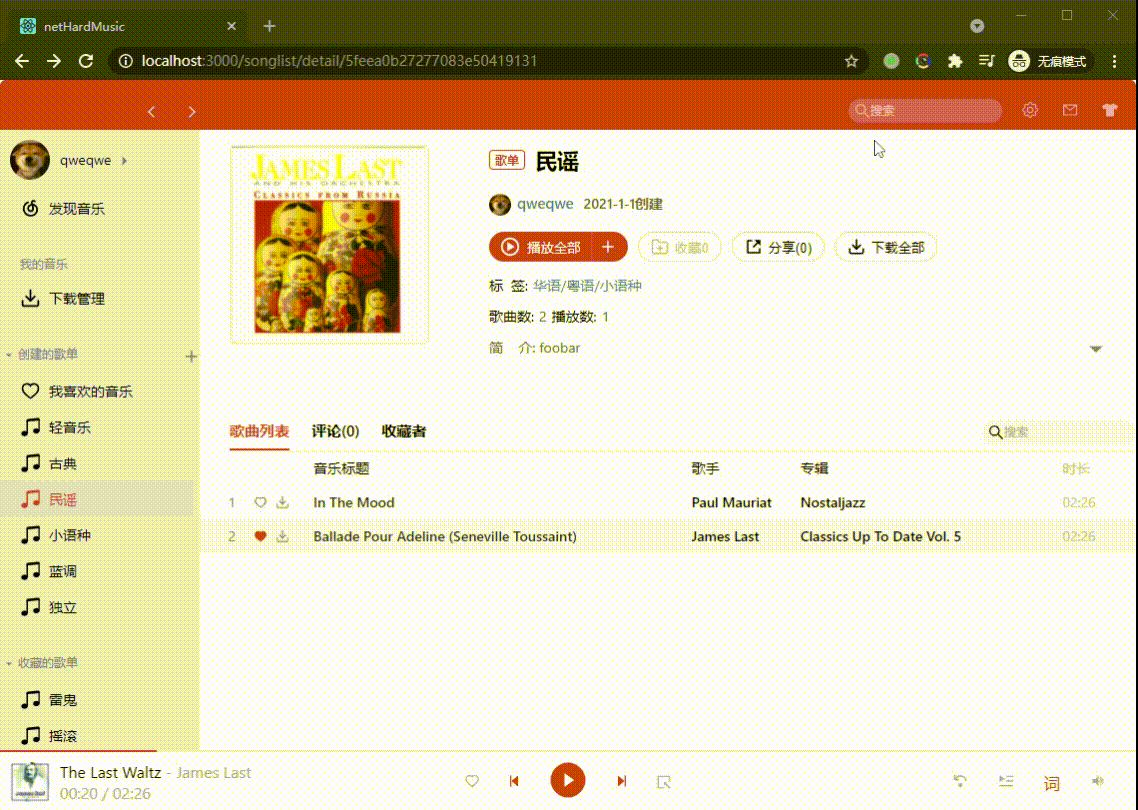 netHardMusic
localhost:3000/songlist/detail/5feea0b27277083e50419131
无痕模式
搜索
qweqwe
发现音乐
我的音乐
下载管理
创建的歌单
我喜欢的音乐
轻音乐
古典
民谣
小语种
蓝调
独立
收藏的歌单
雷鬼
摇滚
JAMES LAST
AND HIS ORCHESTRA
CLASSICS FROM RUSSIA
歌单 民谣
qweqwe 2021-1-1创建
播放全部 收藏0 分享(0) 下载全部
标 签: 华语/粤语/小语种
歌曲数: 2 播放数: 1
简 介: foobar
歌曲列表 评论(0) 收藏者 搜索
音乐标题 歌手 专辑 时长
1 In The Mood Paul Mauriat Nostaljazz 02:26
2 Ballade Pour Adeline (Seneville Toussaint) James Last Classics Up To Date Vol. 5 02:26
The Last Waltz - James Last
00:20 / 02:26
词